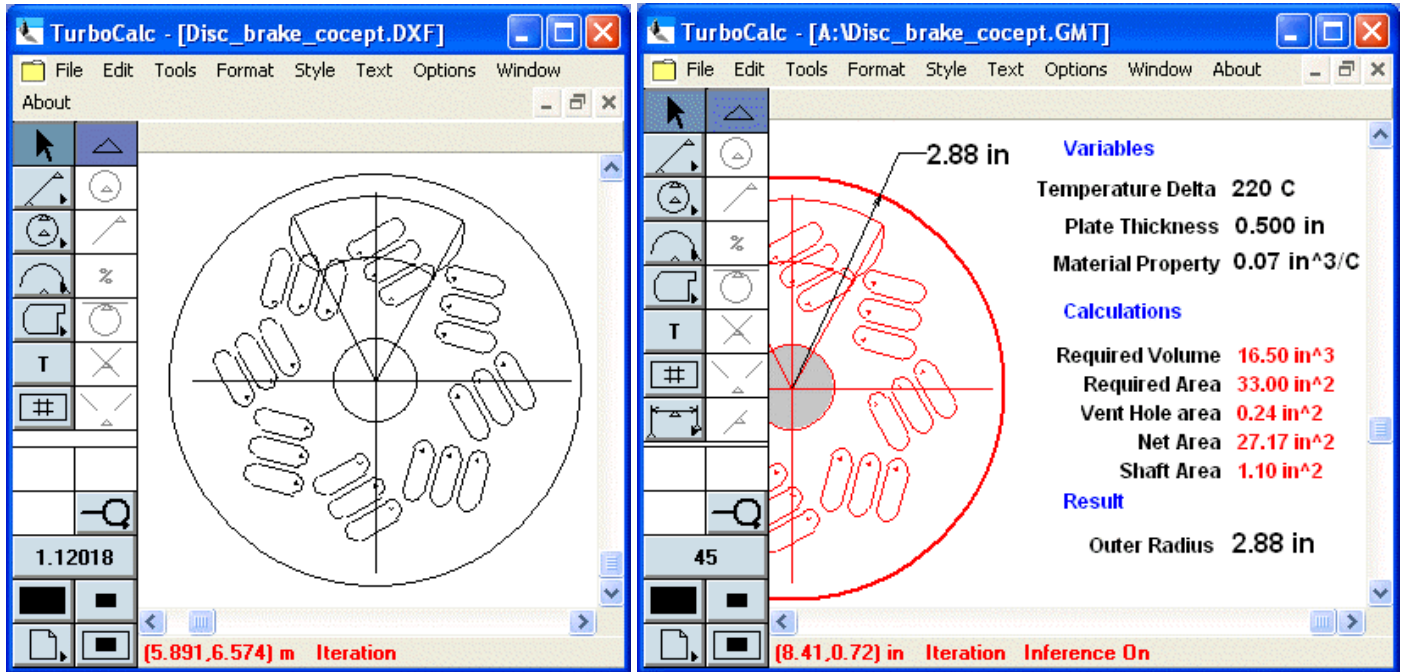 TurboCalc - [Disc_brake_cocept.DXF]
File Edit Tools Format Style Text Options Window
About
%
T
1.12018
(5.891,6.574) m Iteration
TurboCalc - [A:\Disc_brake_cocept.GMT]
File Edit Tools Format Style Text Options Window About
%
T
45
2.88 in
Variables
Temperature Delta 220 C
Plate Thickness 0.500 in
Material Property 0.07 in^3/C
Calculations
Required Volume 16.50 in^3
Required Area 33.00 in^2
Vent Hole area 0.24 in^2
Net Area 27.17 in^2
Shaft Area 1.10 in^2
Result
Outer Radius 2.88 in
(8.41,0.72) in Iteration Inference On